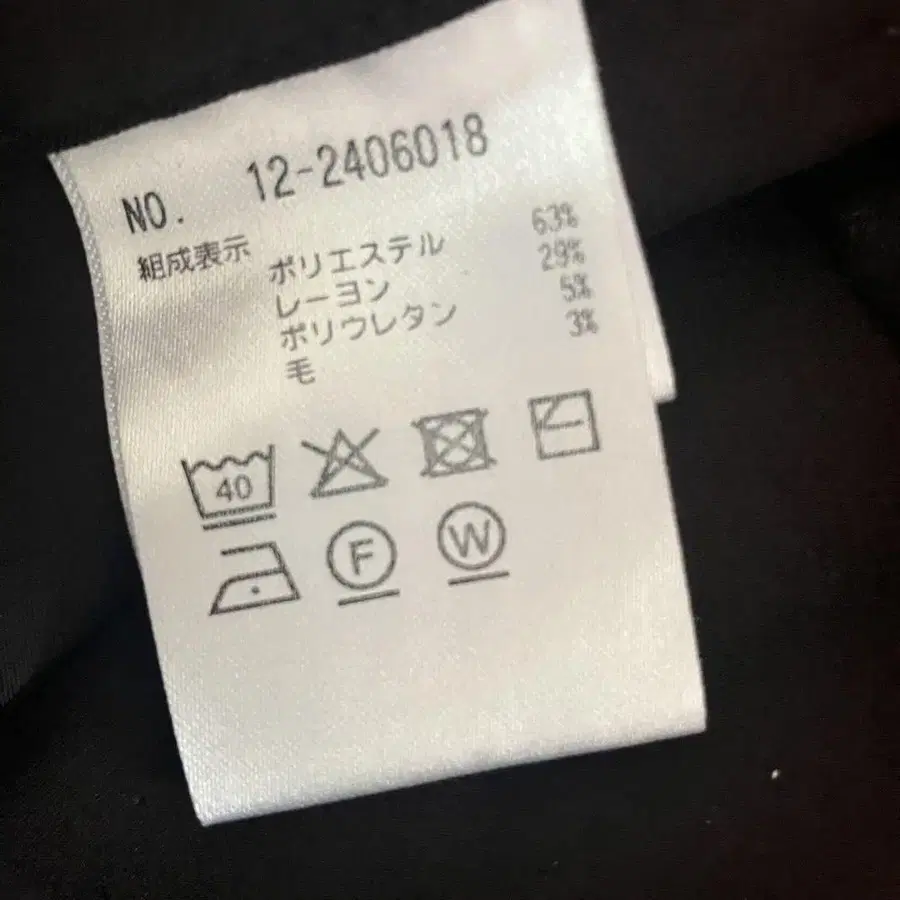 NO. 12-2406018
組成表示
ポリエステル 63%
レーヨン 29%
ポリウレタン 5%
毛 3%
40
F W